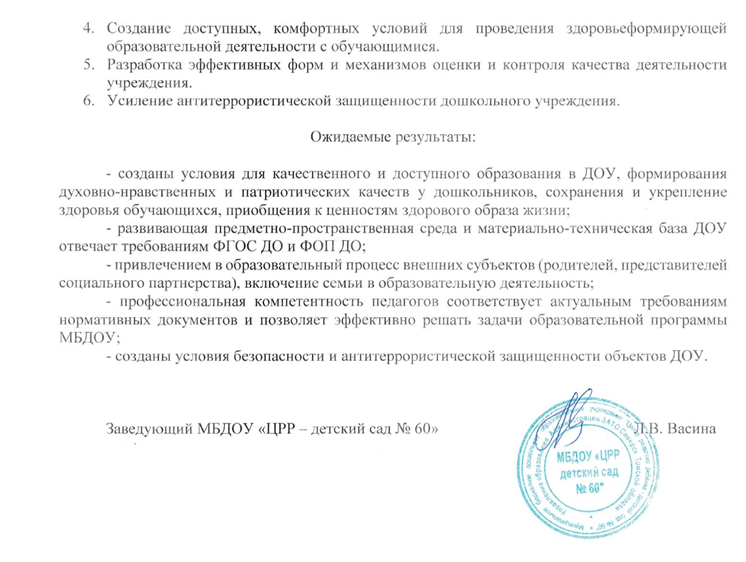 4. Создание доступных, комфортных условий для проведения здоровьеформирующей
образовательной деятельности с обучающимися.
5. Разработка эффективных форм и механизмов оценки и контроля качества деятельности
учреждения.
6. Усиление антитеррористической защищенности дошкольного учреждения.
Ожидаемые результаты:
- созданы условия для качественного и доступного образования в ДОУ, формирования
духовно-нравственных и патриотических качеств у дошкольников, сохранения и укрепление
здоровья обучающихся, приобщения к ценностям здорового образа жизни;
- развивающая предметно-пространственная среда и материально-техническая база ДОУ
отвечает требованиям ФГОС ДО и ФОП ДО;
- привлечением в образовательный процесс внешних субъектов (родителей, представителей
социального партнерства), включение семьи в образовательную деятельность;
- профессиональная компетентность педагогов соответствует актуальным требованиям
нормативных документов и позволяет эффективно решать задачи образовательной программы
МБДОУ;
- созданы условия безопасности и антитеррористической защищенности объектов ДОУ.
Заведующий МБДОУ «ЦРР – детский сад № 60» Л.В. Васина
МБДОУ "ЦРР
детский сад
№ 60"